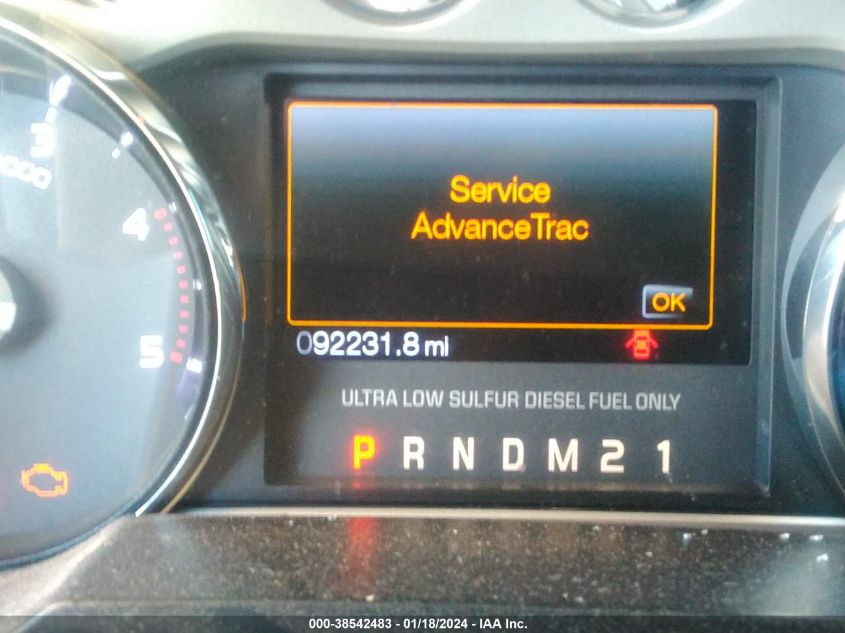 3
000
4
5
Service
AdvanceTrac
OK
092231.8 mi
ULTRA LOW SULFUR DIESEL FUEL ONLY
P R N D M 2 1
000-38542483 - 01/18/2024 - IAA Inc.